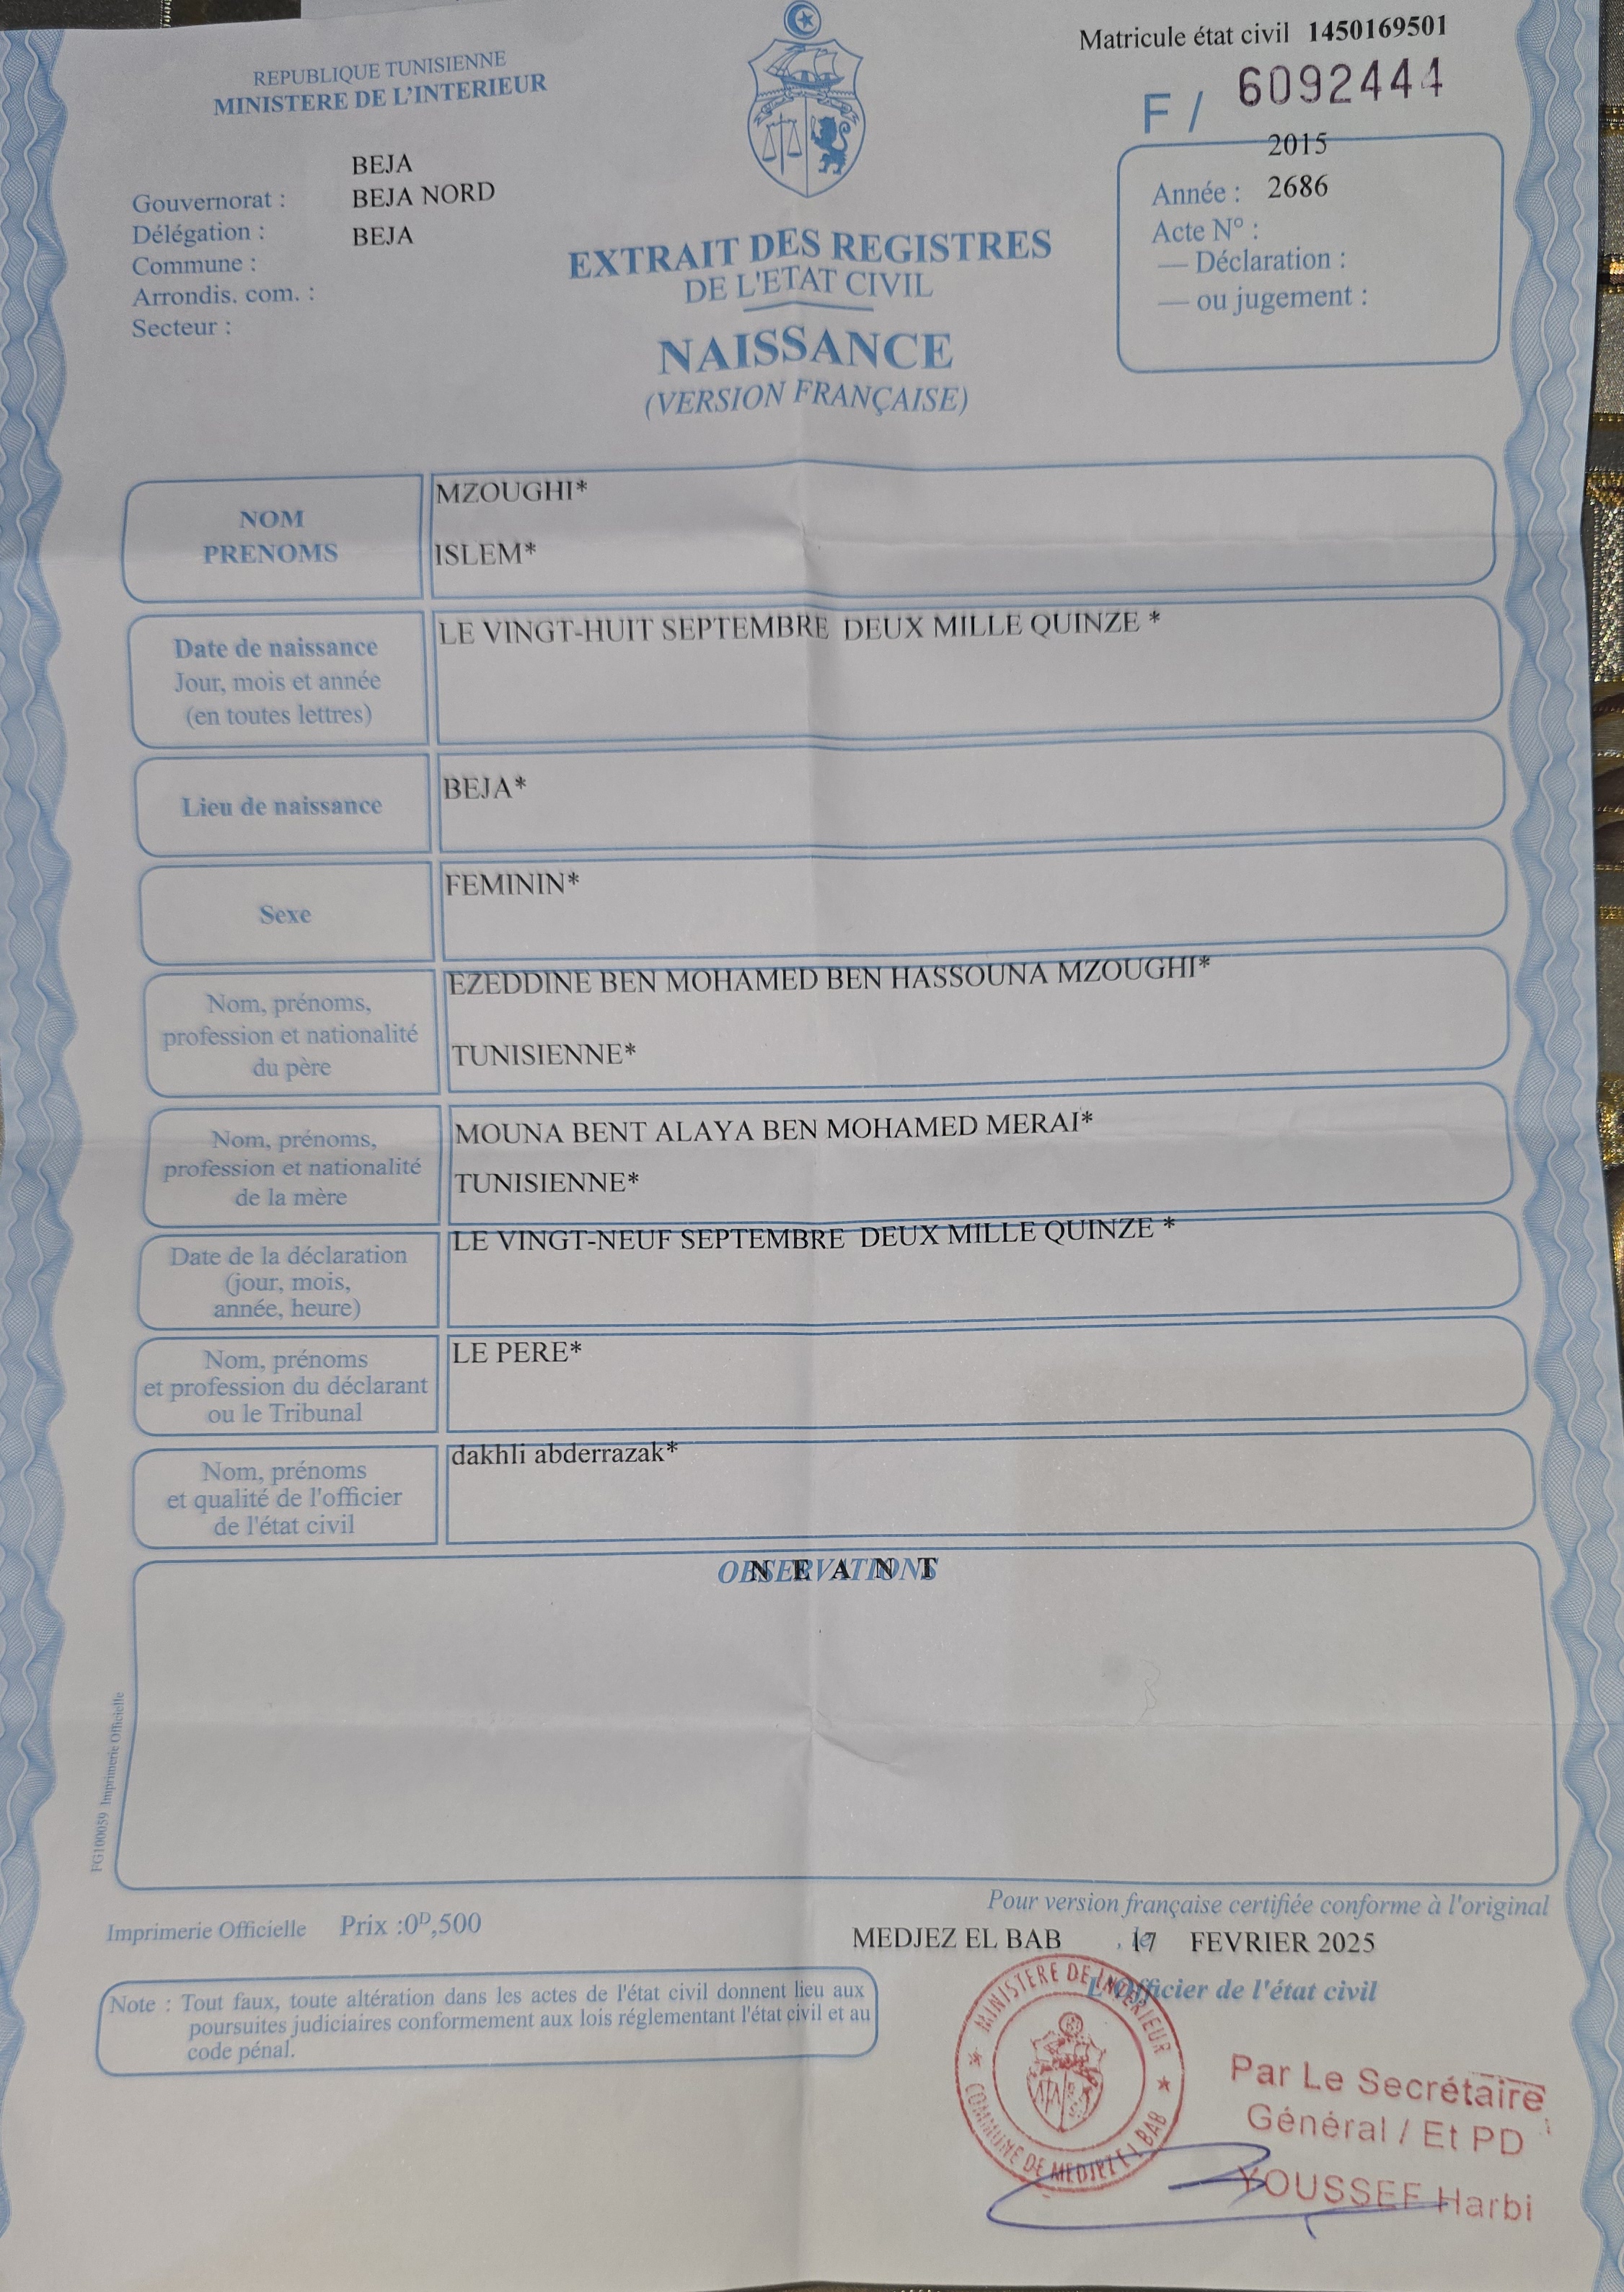 Matricule état civil 1450169501
REPUBLIQUE TUNISIENNE
MINISTERE DE L'INTERIEUR
F / 6092444
BEJA
Gouvernorat : BEJA NORD
Délégation : BEJA
Commune :
Arrondis. com. :
Secteur :
EXTRAIT DES REGISTRES
DE L'ETAT CIVIL
NAISSANCE
(VERSION FRANÇAISE)
2015
Année : 2686
Acte N° :
— Déclaration :
— ou jugement :
NOM
PRENOMS
MZOUGHI*
ISLEM*
Date de naissance
Jour, mois et année
(en toutes lettres)
LE VINGT-HUIT SEPTEMBRE DEUX MILLE QUINZE *
Lieu de naissance
BEJA*
Sexe
FEMININ*
Nom, prénoms,
profession et nationalité
du père
EZEDDINE BEN MOHAMED BEN HASSOUNA MZOUGHI*
TUNISIENNE*
Nom, prénoms,
profession et nationalité
de la mère
MOUNA BENT ALAYA BEN MOHAMED MERAI*
TUNISIENNE*
Date de la déclaration
(jour, mois,
année, heure)
LE VINGT-NEUF SEPTEMBRE DEUX MILLE QUINZE *
Nom, prénoms
et profession du déclarant
ou le Tribunal
LE PERE*
Nom, prénoms
et qualité de l'officier
de l'état civil
dakhli abderrazak*
OBSERVATIONS
N E A N T
FG100059 Imprimerie Officielle
Imprimerie Officielle Prix :0D,500
Pour version française certifiée conforme à l'original
MEDJEZ EL BAB , le 17 FEVRIER 2025
L'Officier de l'état civil
Note : Tout faux, toute altération dans les actes de l'état civil donnent lieu aux
poursuites judiciaires conformement aux lois réglementant l'état civil et au
code pénal.
MINISTERE DE L'INTERIEUR
COMMUNE DE MEDJEZ EL BAB
Par Le Secrétaire
Général / Et PD
YOUSSEF Harbi